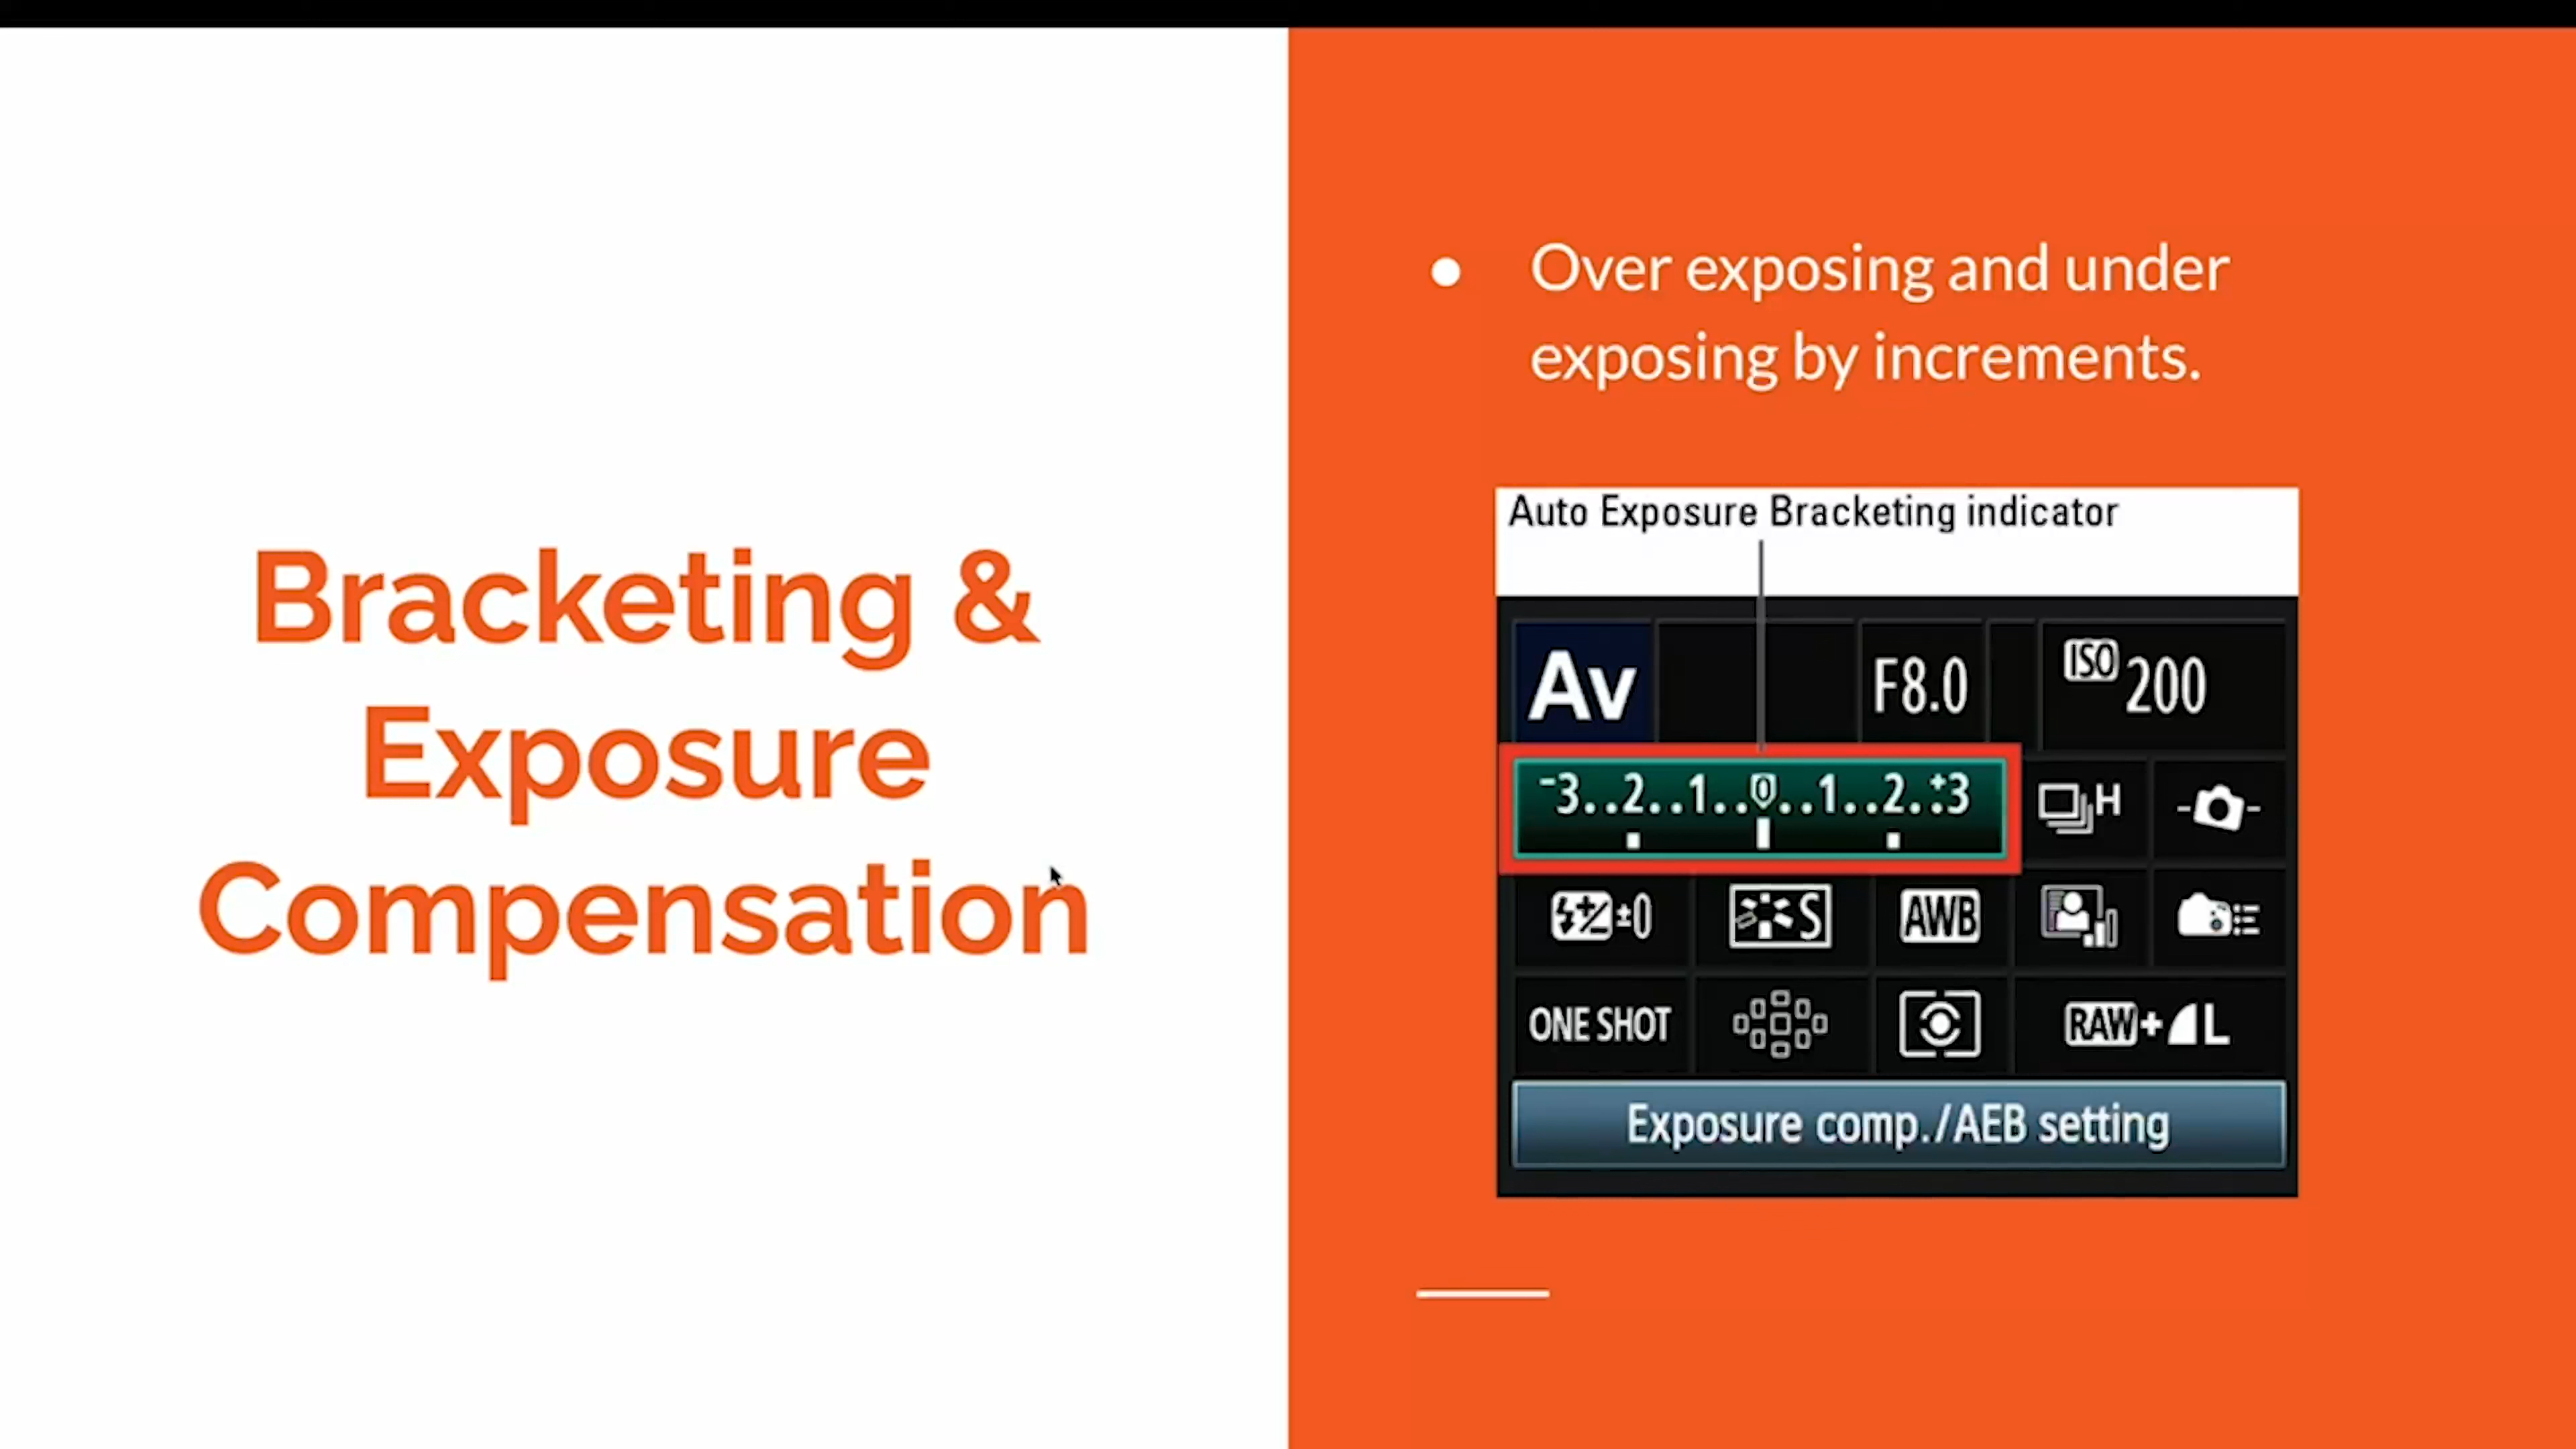 Bracketing &
Exposure
Compensation
● Over exposing and under
exposing by increments.
Auto Exposure Bracketing indicator
Av F8.0 ISO 200
-3..2..1..0..1..2.:+3 H
±0 S AWB
ONE SHOT RAW+L
Exposure comp./AEB setting